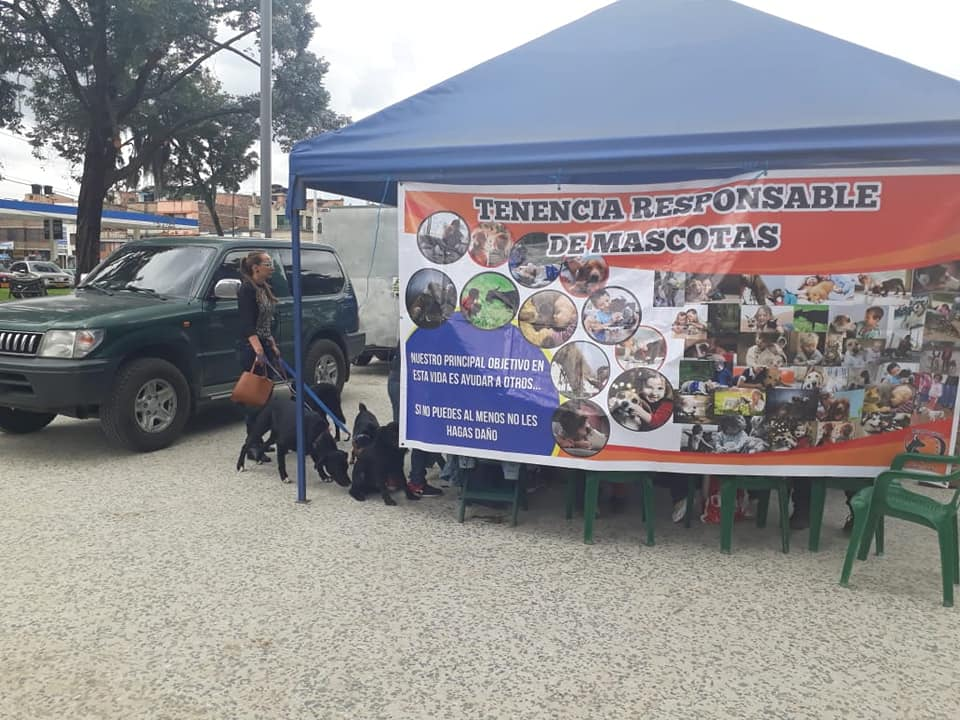 TENENCIA RESPONSABLE
DE MASCOTAS
NUESTRO PRINCIPAL OBJETIVO EN
ESTA VIDA ES AYUDAR A OTROS...
SI NO PUEDES AL MENOS NO LES
HAGAS DAÑO